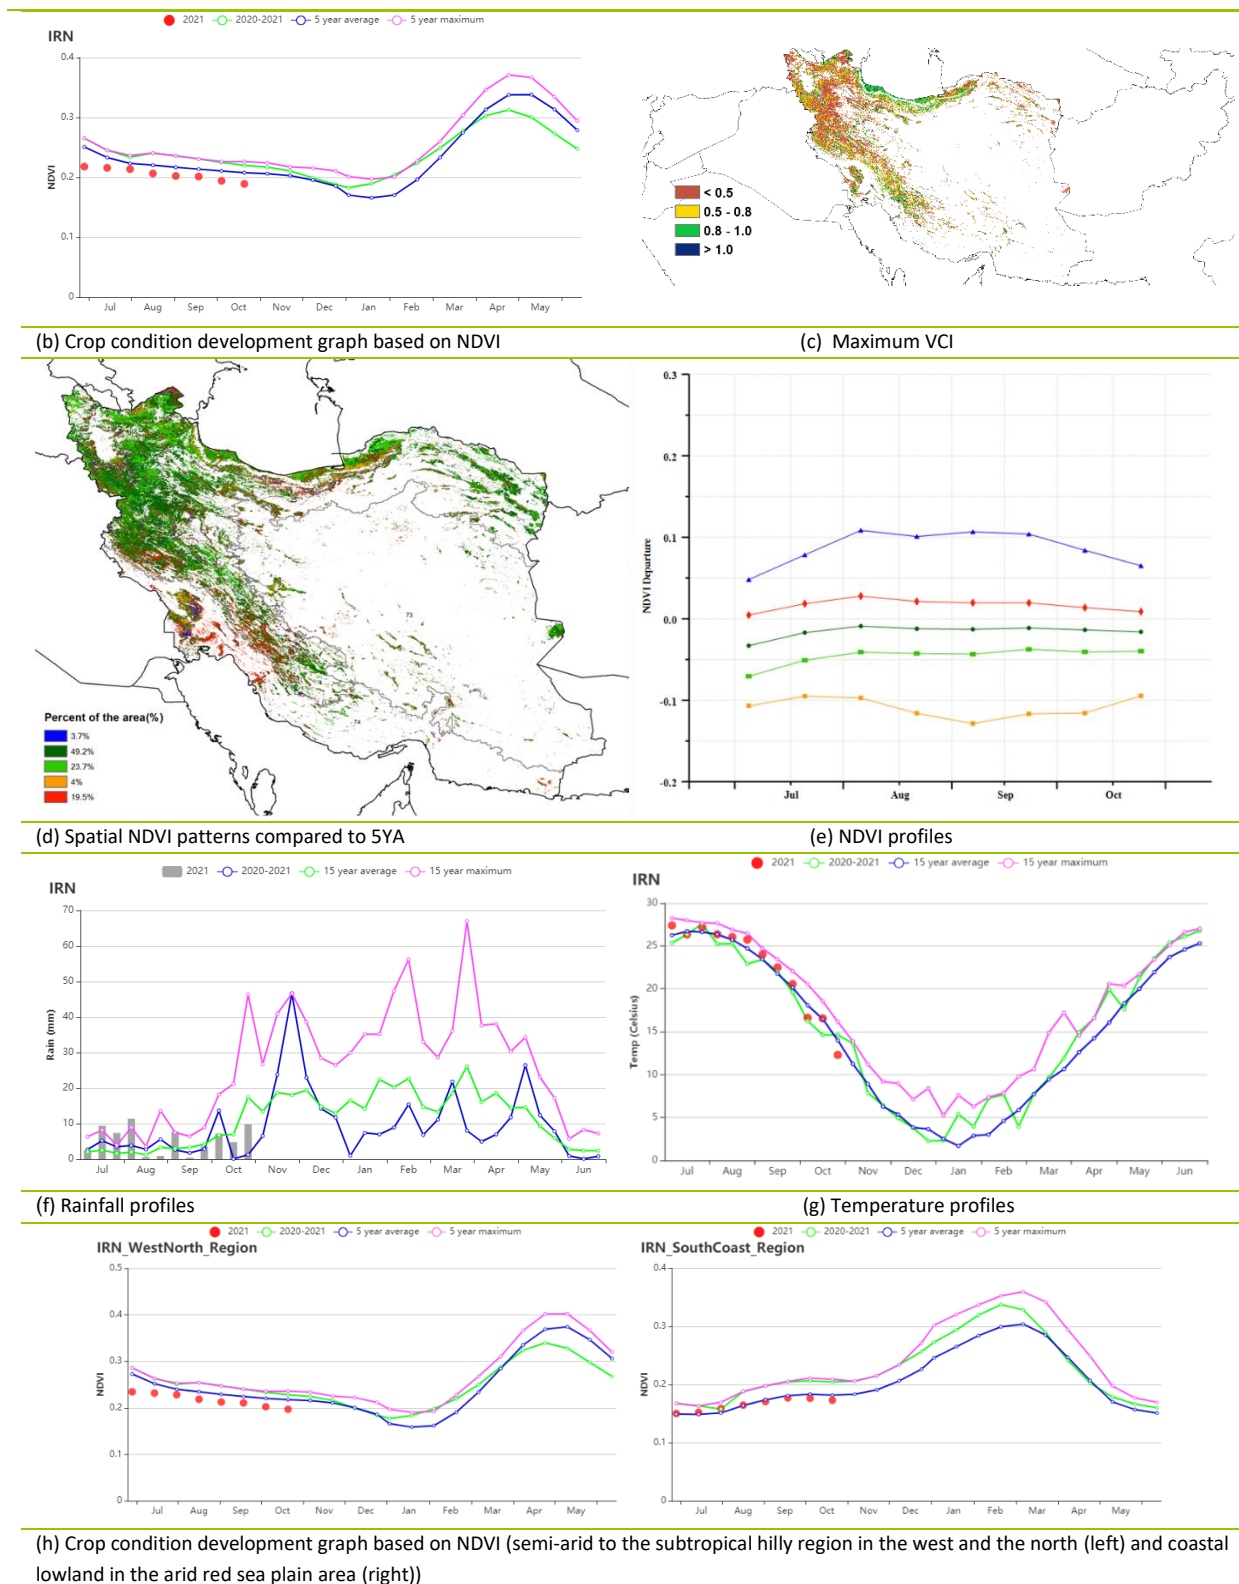 2021 2020-2021 5 year average 5 year maximum
IRN
0.4
0.3
0.2
0.1
0
NDVI
Jul Aug Sep Oct Nov Dec Jan Feb Mar Apr May
< 0.5
0.5 - 0.8
0.8 - 1.0
> 1.0
(b) Crop condition development graph based on NDVI
(c) Maximum VCI
73
74
Percent of the area(%)
3.7%
49.2%
23.7%
4%
19.5%
0.3
0.2
0.1
0.0
-0.1
-0.2
NDVI Departure
Jul Aug Sep Oct
(d) Spatial NDVI patterns compared to 5YA
(e) NDVI profiles
2021 2020-2021 15 year average 15 year maximum
IRN
70
60
50
40
30
20
10
0
Rain (mm)
Jul Aug Sep Oct Nov Dec Jan Feb Mar Apr May Jun
2021 2020-2021 15 year average 15 year maximum
IRN
30
25
20
15
10
5
0
Temp (Celsius)
Jul Aug Sep Oct Nov Dec Jan Feb Mar Apr May Jun
(f) Rainfall profiles
(g) Temperature profiles
2021 2020-2021 5 year average 5 year maximum
IRN_WestNorth_Region
0.5
0.4
0.3
0.2
0.1
0
NDVI
Jul Aug Sep Oct Nov Dec Jan Feb Mar Apr May
2021 2020-2021 5 year average 5 year maximum
IRN_SouthCoast_Region
0.4
0.3
0.2
0.1
0
NDVI
Jul Aug Sep Oct Nov Dec Jan Feb Mar Apr May
(h) Crop condition development graph based on NDVI (semi-arid to the subtropical hilly region in the west and the north (left) and coastal
lowland in the arid red sea plain area (right))